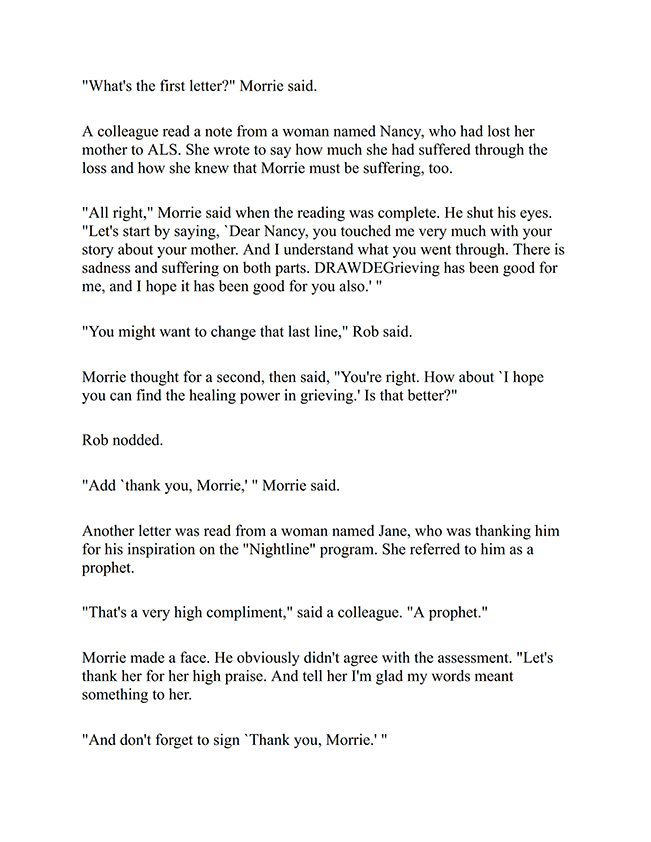 "What's the first letter?" Morrie said.
A colleague read a note from a woman named Nancy, who had lost her
mother to ALS. She wrote to say how much she had suffered through the
loss and how she knew that Morrie must be suffering, too.
"All right," Morrie said when the reading was complete. He shut his eyes.
"Let's start by saying, `Dear Nancy, you touched me very much with your
story about your mother. And I understand what you went through. There is
sadness and suffering on both parts. DRAWDEGrieving has been good for
me, and I hope it has been good for you also.' "
"You might want to change that last line," Rob said.
Morrie thought for a second, then said, "You're right. How about `I hope
you can find the healing power in grieving.' Is that better?"
Rob nodded.
"Add `thank you, Morrie,' " Morrie said.
Another letter was read from a woman named Jane, who was thanking him
for his inspiration on the "Nightline" program. She referred to him as a
prophet.
"That's a very high compliment," said a colleague. "A prophet."
Morrie made a face. He obviously didn't agree with the assessment. "Let's
thank her for her high praise. And tell her I'm glad my words meant
something to her.
"And don't forget to sign `Thank you, Morrie.' "